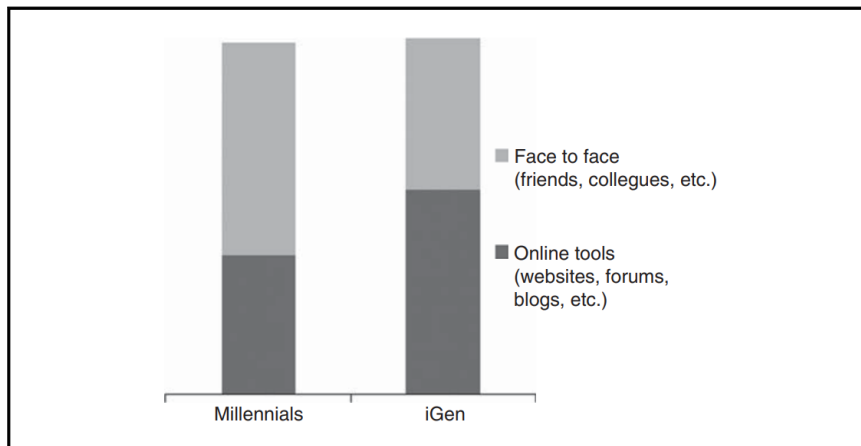 Face to face
(friends, collegues, etc.)
Online tools
(websites, forums,
blogs, etc.)
Millennials
iGen